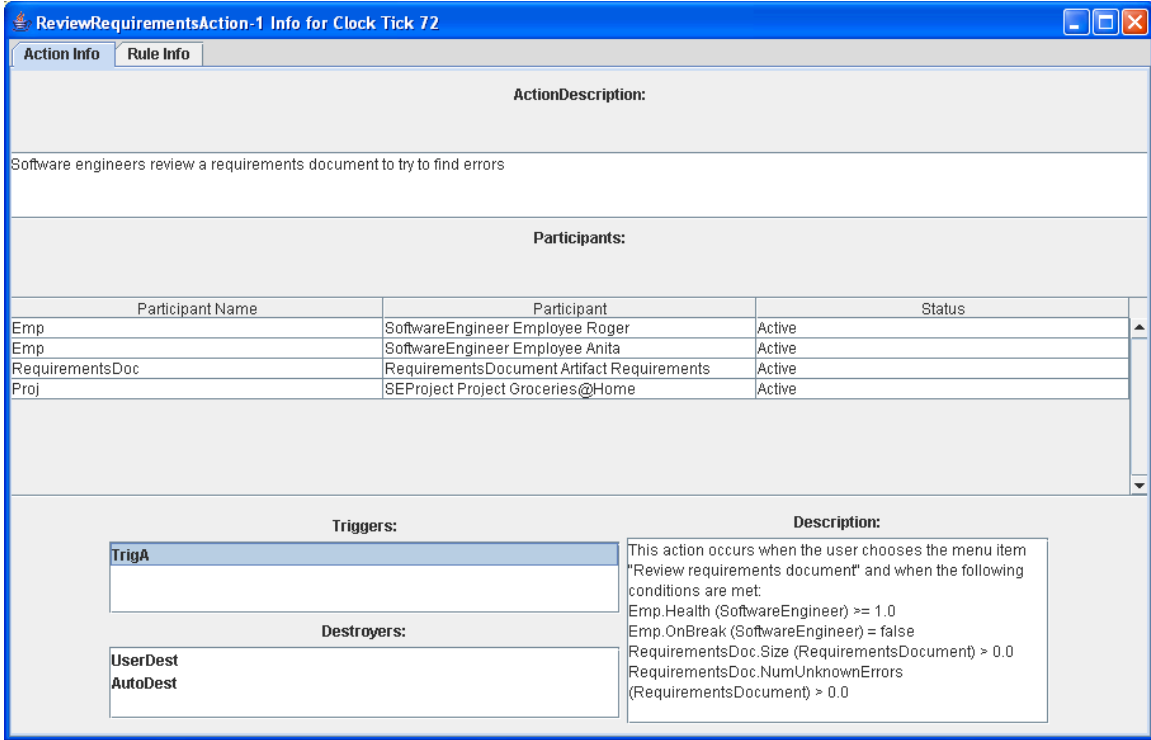 ReviewRequirementsAction-1 Info for Clock Tick 72
Action Info Rule Info
ActionDescription:
Software engineers review a requirements document to try to find errors
Participants:
Participant Name Participant Status
Emp SoftwareEngineer Employee Roger Active
Emp SoftwareEngineer Employee Anita Active
RequirementsDoc RequirementsDocument Artifact Requirements Active
Proj SEProject Project Groceries@Home Active
Triggers:
TrigA
Destroyers:
UserDest
AutoDest
Description:
This action occurs when the user chooses the menu item
"Review requirements document" and when the following
conditions are met:
Emp.Health (SoftwareEngineer) >= 1.0
Emp.OnBreak (SoftwareEngineer) = false
RequirementsDoc.Size (RequirementsDocument) > 0.0
RequirementsDoc.NumUnknownErrors
(RequirementsDocument) > 0.0